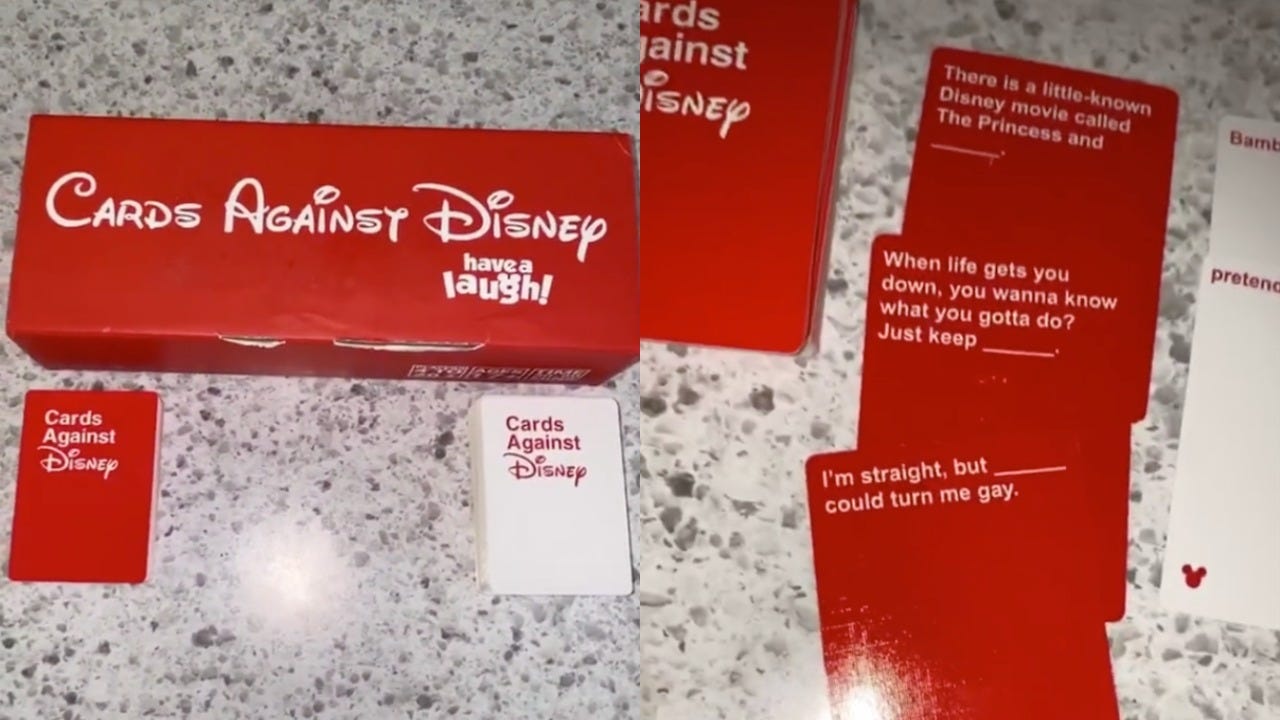 CARDS AGAINST DISNEY
have a
laugh!
Cards
Against
DISNEY
Cards
Against
DISNEY
ards
gainst
DISNEY
There is a little-known
Disney movie called
The Princess and
______.
When life gets you
down, you wanna know
what you gotta do?
Just keep ______.
I'm straight, but ______
could turn me gay.
Bamb
pretend